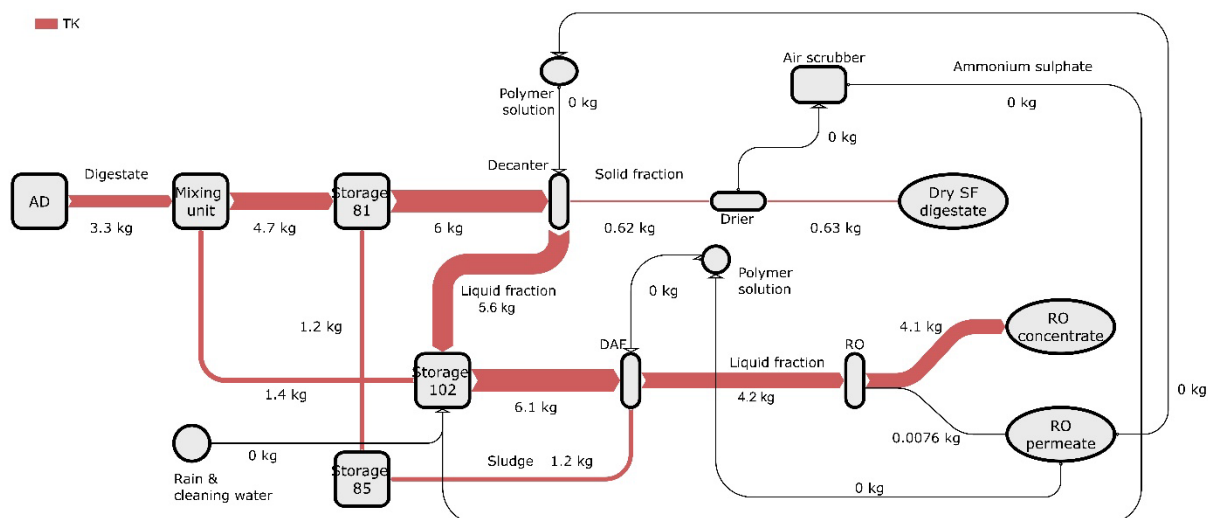 TK
Air scrubber
Ammonium sulphate
0 kg
Polymer
solution
0 kg
0 kg
Decanter
Digestate
Solid fraction
AD
Mixing
unit
Storage
81
Drier
Dry SF
digestate
3.3 kg
4.7 kg
6 kg
0.62 kg
0.63 kg
Liquid fraction
5.6 kg
0 kg
Polymer
solution
1.2 kg
DAF
RO
4.1 kg
RO
concentrate
Storage
102
Liquid fraction
1.4 kg
6.1 kg
4.2 kg
0 kg
0 kg
Rain &
cleaning water
Storage
85
Sludge
1.2 kg
0.0076 kg
RO
permeate
0 kg